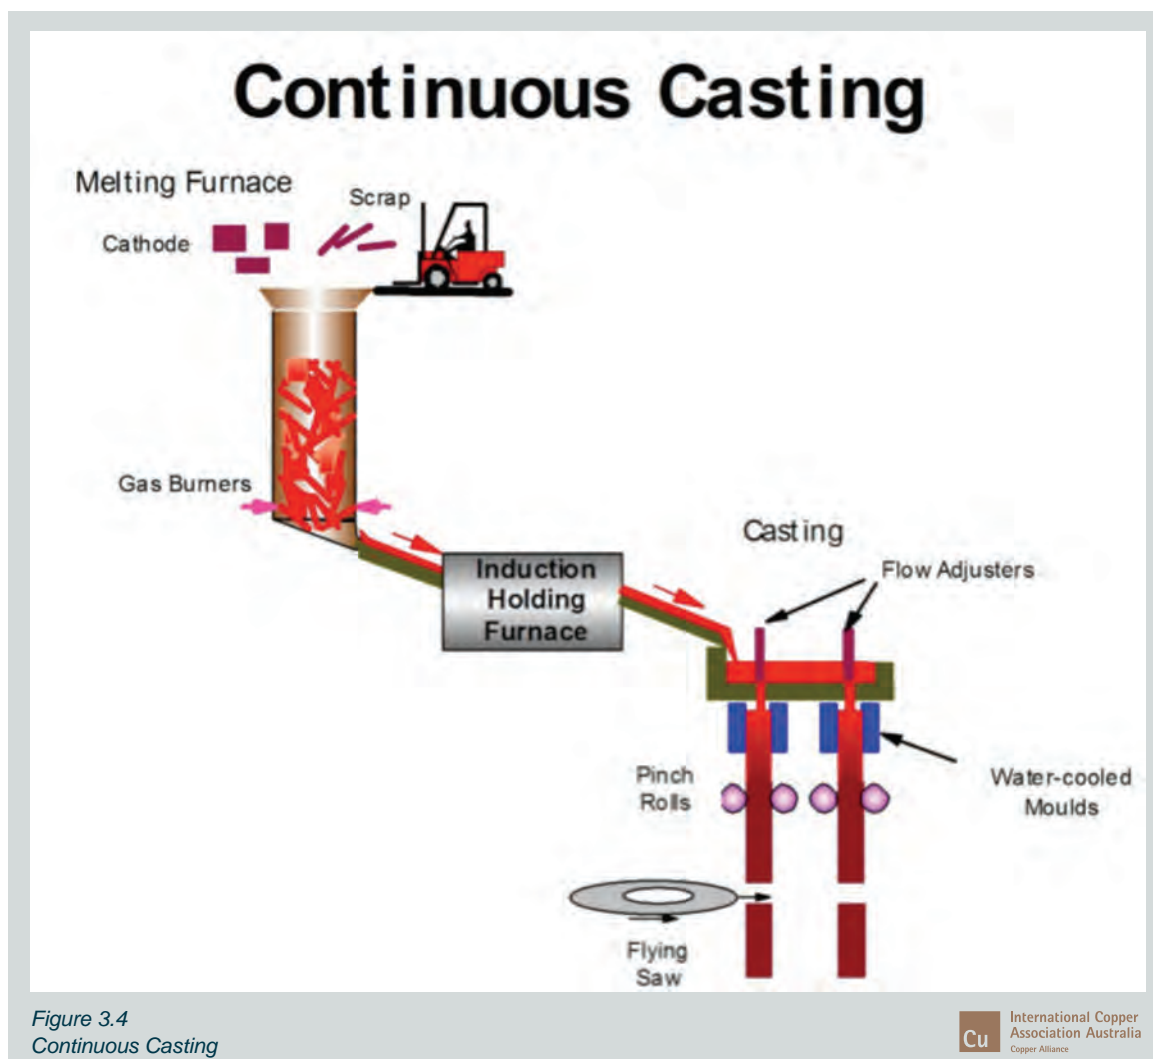 Continuous Casting
Melting Furnace
Scrap
Cathode
Gas Burners
Induction
Holding
Furnace
Casting
Flow Adjusters
Pinch
Rolls
Water-cooled
Moulds
Flying
Saw
Figure 3.4
Continuous Casting
Cu
International Copper
Association Australia
Copper Alliance